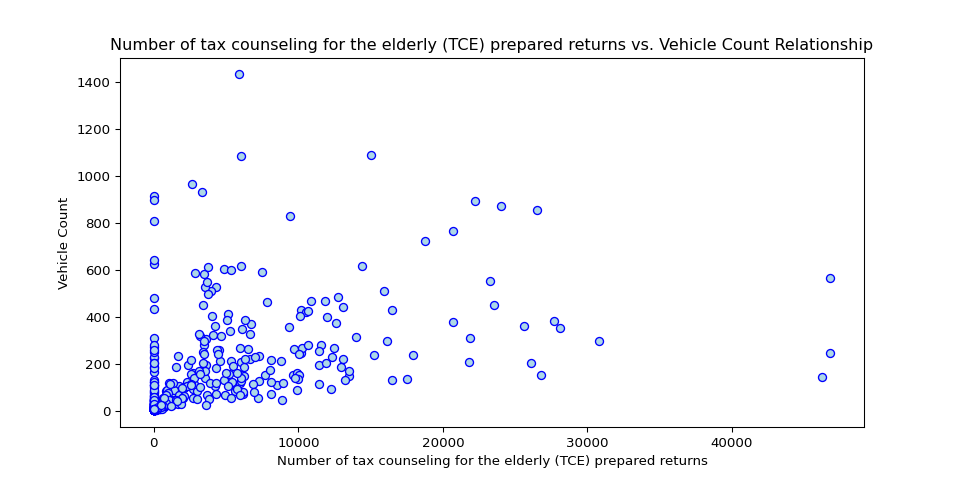 Number of tax counseling for the elderly (TCE) prepared returns vs. Vehicle Count Relationship
1400
1200
1000
800
600
400
200
0
Vehicle Count
0 10000 20000 30000 40000
Number of tax counseling for the elderly (TCE) prepared returns